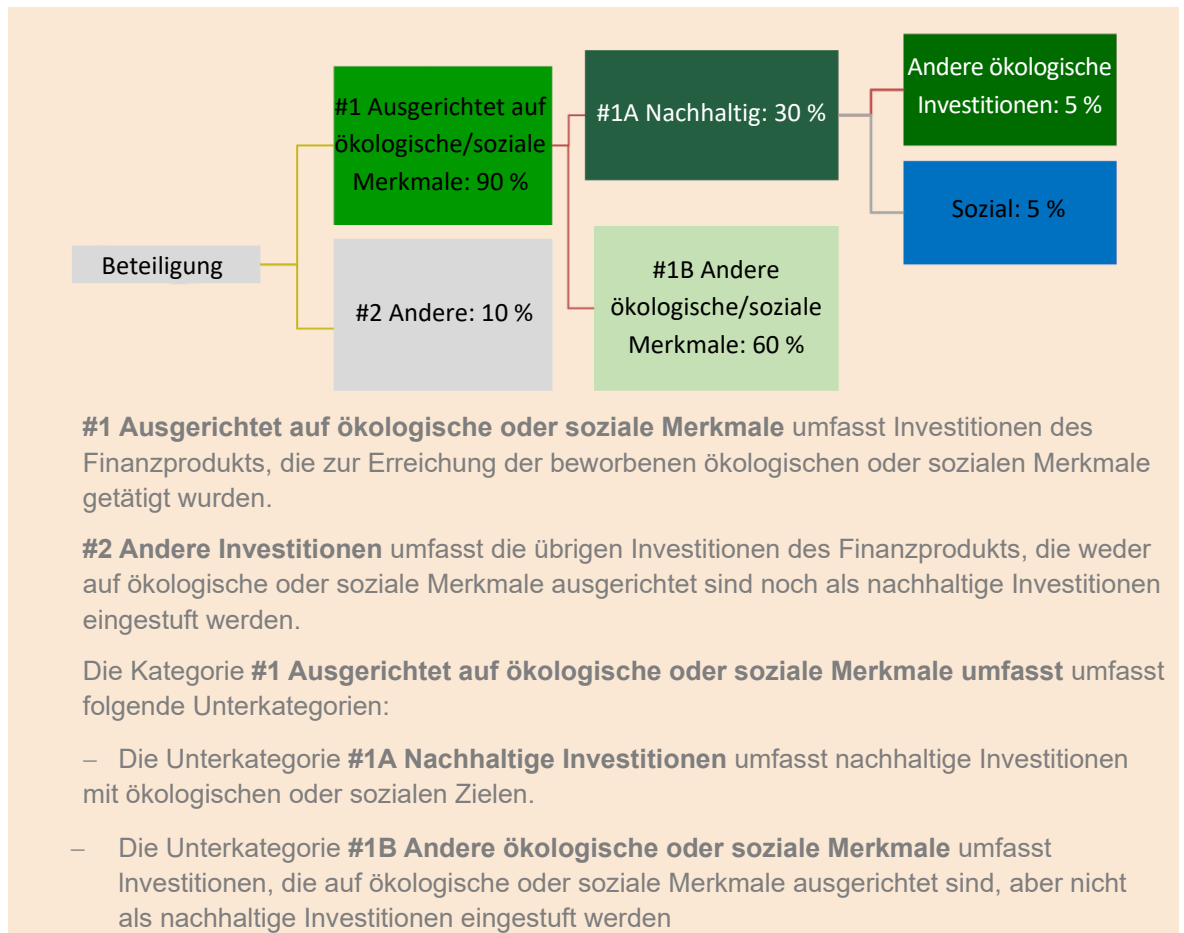 #1 Ausgerichtet auf
ökologische/soziale
Merkmale: 90 %
#1A Nachhaltig: 30 %
Andere ökologische
Investitionen: 5 %
Sozial: 5 %
Beteiligung
#2 Andere: 10 %
#1B Andere
ökologische/soziale
Merkmale: 60 %
#1 Ausgerichtet auf ökologische oder soziale Merkmale umfasst Investitionen des
Finanzprodukts, die zur Erreichung der beworbenen ökologischen oder sozialen Merkmale
getätigt wurden.
#2 Andere Investitionen umfasst die übrigen Investitionen des Finanzprodukts, die weder
auf ökologische oder soziale Merkmale ausgerichtet sind noch als nachhaltige Investitionen
eingestuft werden.
Die Kategorie #1 Ausgerichtet auf ökologische oder soziale Merkmale umfasst umfasst
folgende Unterkategorien:
– Die Unterkategorie #1A Nachhaltige Investitionen umfasst nachhaltige Investitionen
mit ökologischen oder sozialen Zielen.
– Die Unterkategorie #1B Andere ökologische oder soziale Merkmale umfasst
Investitionen, die auf ökologische oder soziale Merkmale ausgerichtet sind, aber nicht
als nachhaltige Investitionen eingestuft werden